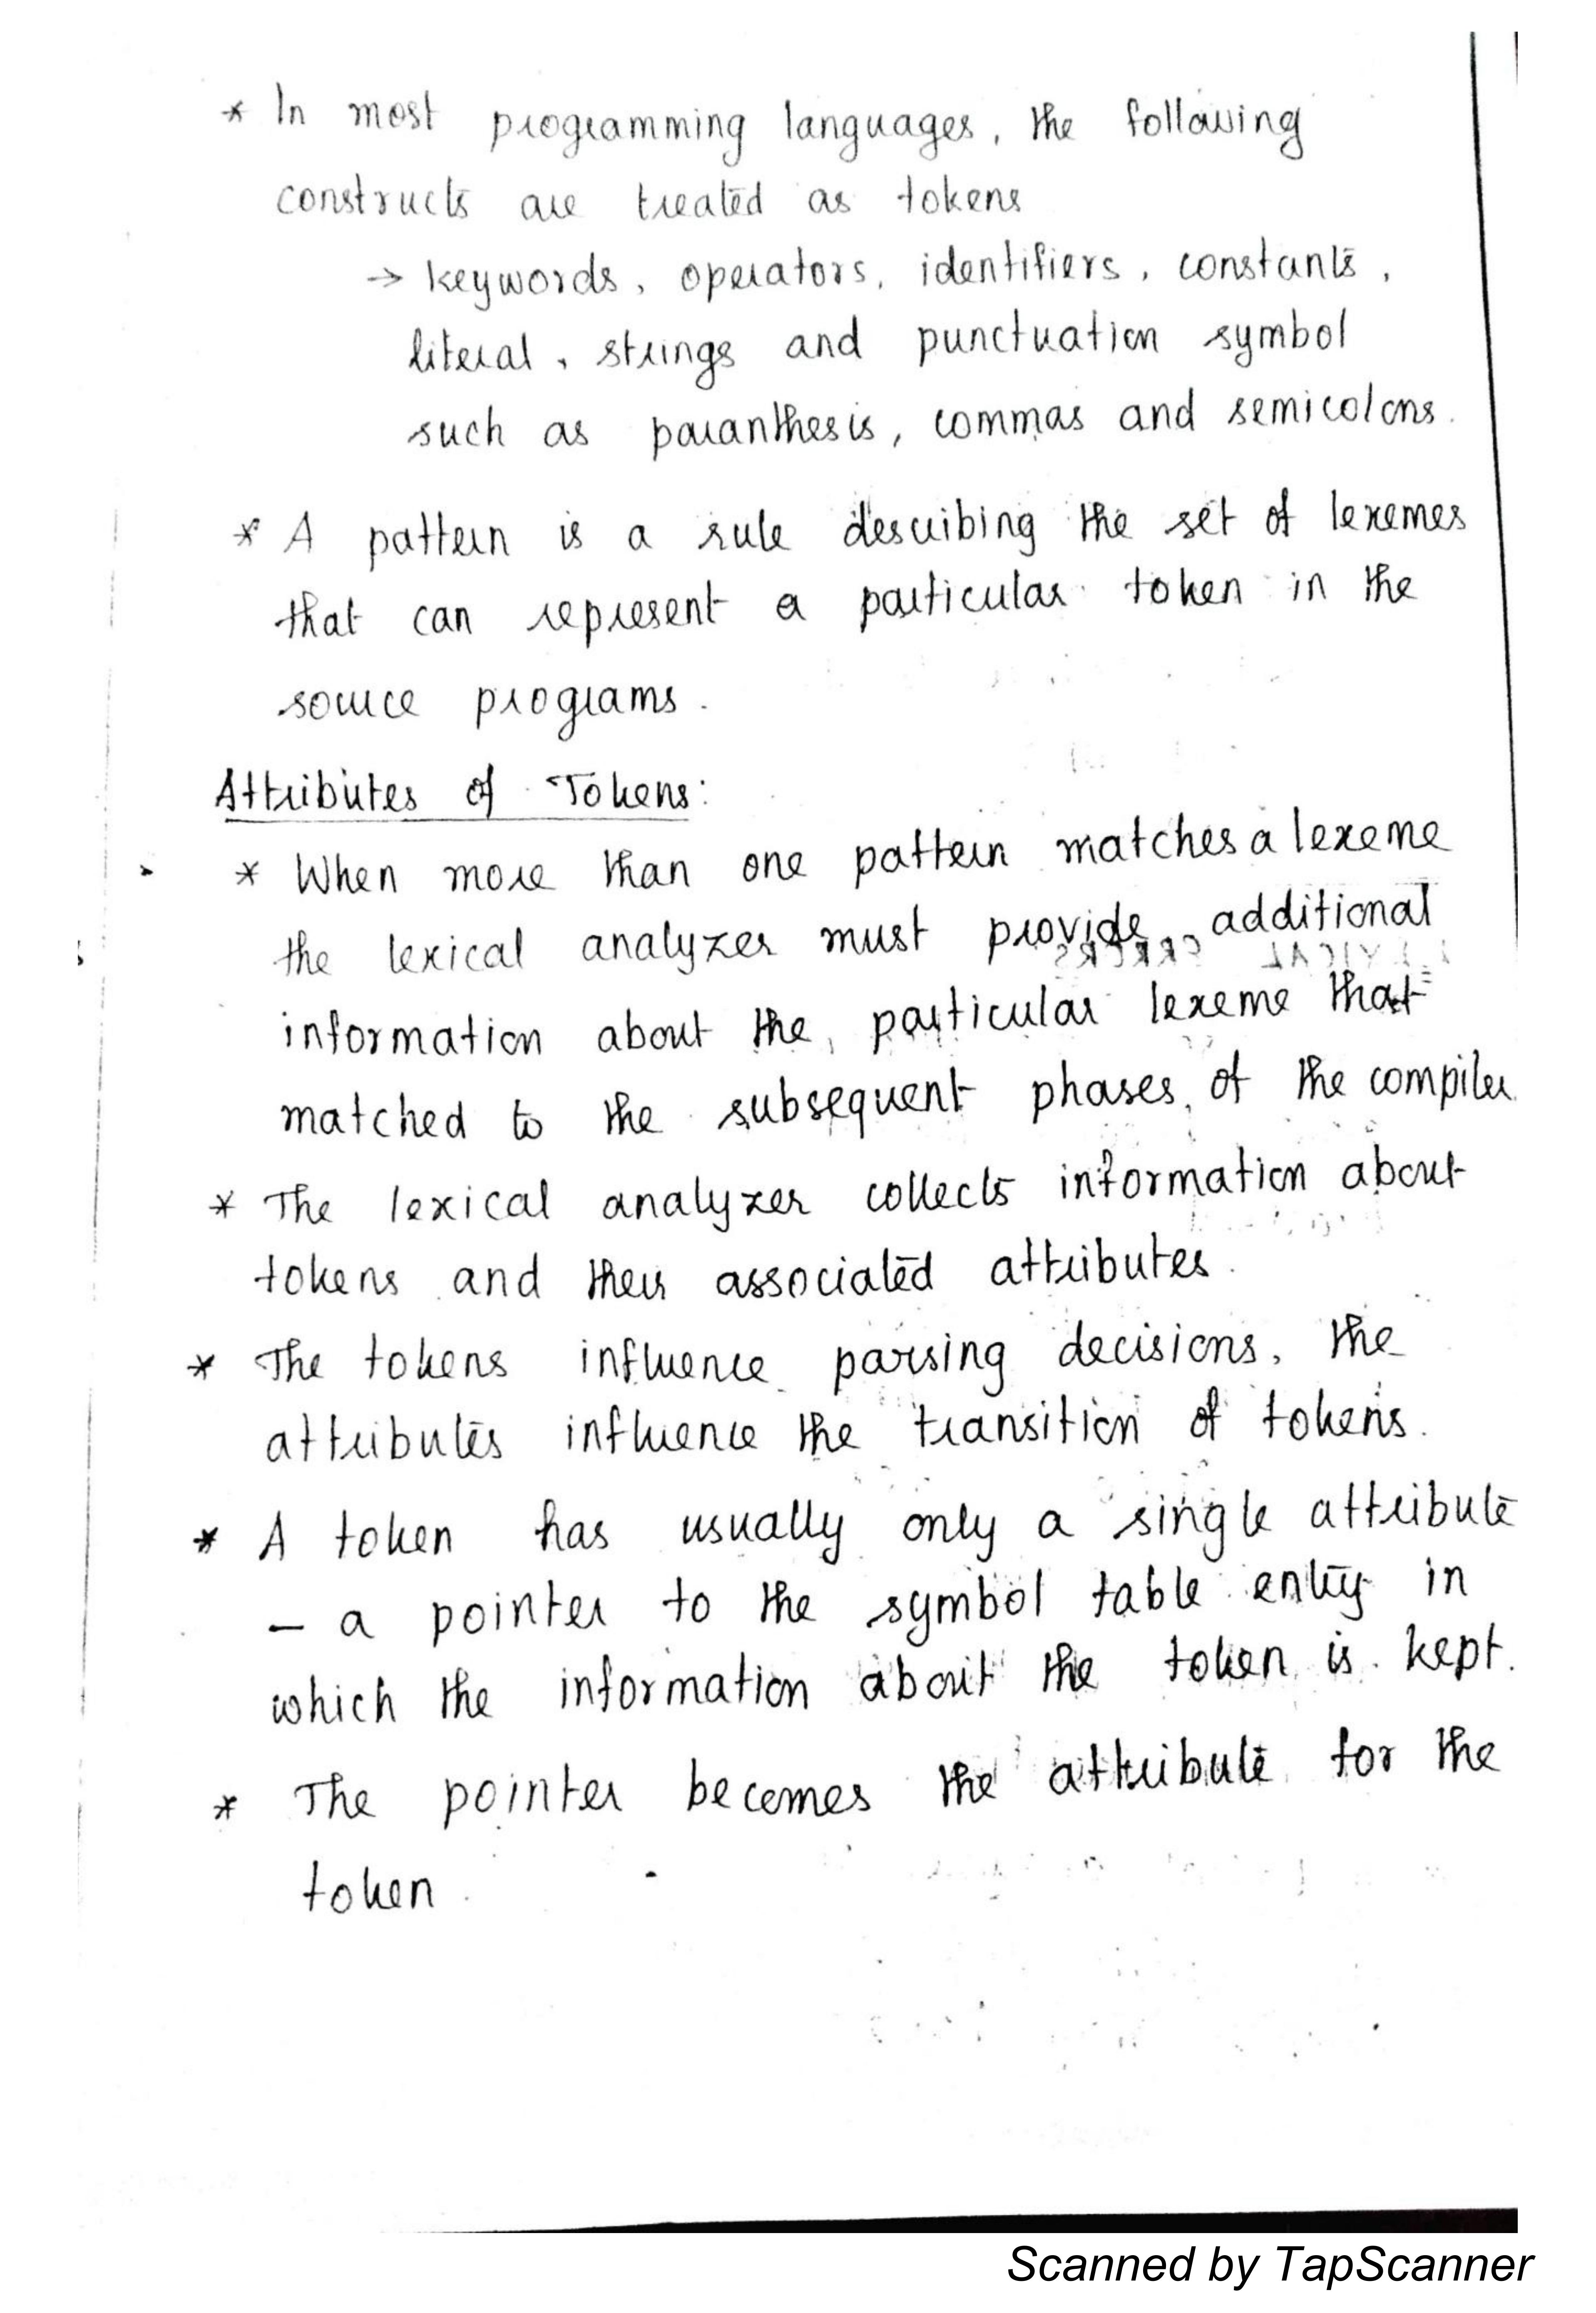 * In most programming languages, the following
constructs are treated as tokens
→ keywords, operators, identifiers, constants,
literal, strings and punctuation symbol
such as paranthesis, commas and semicolons.
* A pattern is a rule describing the set of lexemes
that can represent a particular token in the
source programs.
Attributes of Tokens:
* When more than one pattern matches a lexeme
the lexical analyzer must provide additional
information about the particular lexeme that
matched to the subsequent phases of the compiler
* The lexical analyzer collects information about
tokens and their associated attributes.
* The tokens influence parsing decisions, the
attributes influence the transition of tokens.
* A token has usually only a single attribute
– a pointer to the symbol table entry in
which the information about the token is kept.
* The pointer becomes the attribute for the
token.
Scanned by TapScanner